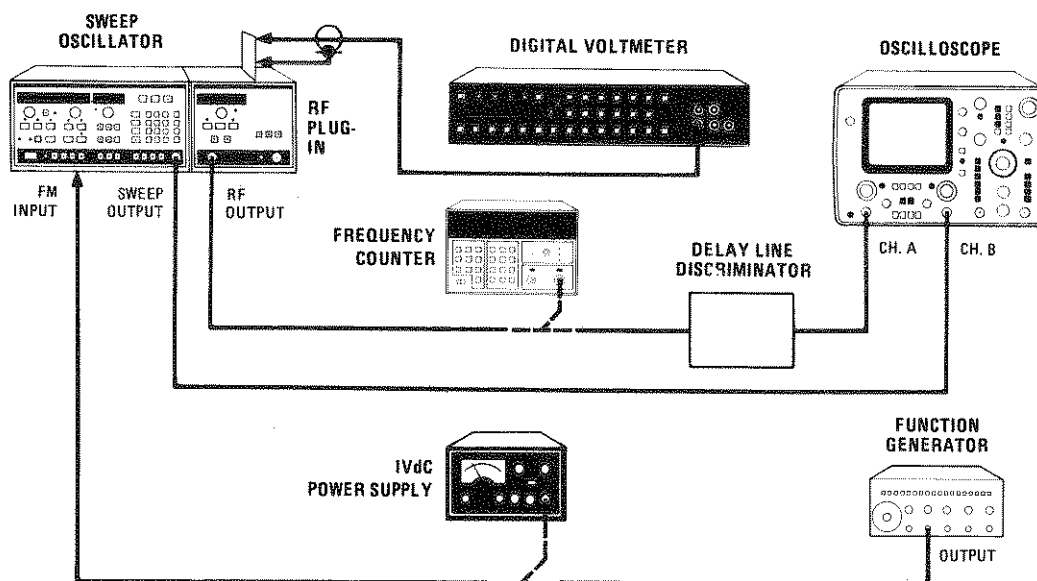 SWEEP
OSCILLATOR
DIGITAL VOLTMETER
OSCILLOSCOPE
RF
PLUG-
IN
FM
INPUT
SWEEP
OUTPUT
RF
OUTPUT
FREQUENCY
COUNTER
DELAY LINE
DISCRIMINATOR
CH. A
CH. B
FUNCTION
GENERATOR
1VdC
POWER SUPPLY
OUTPUT